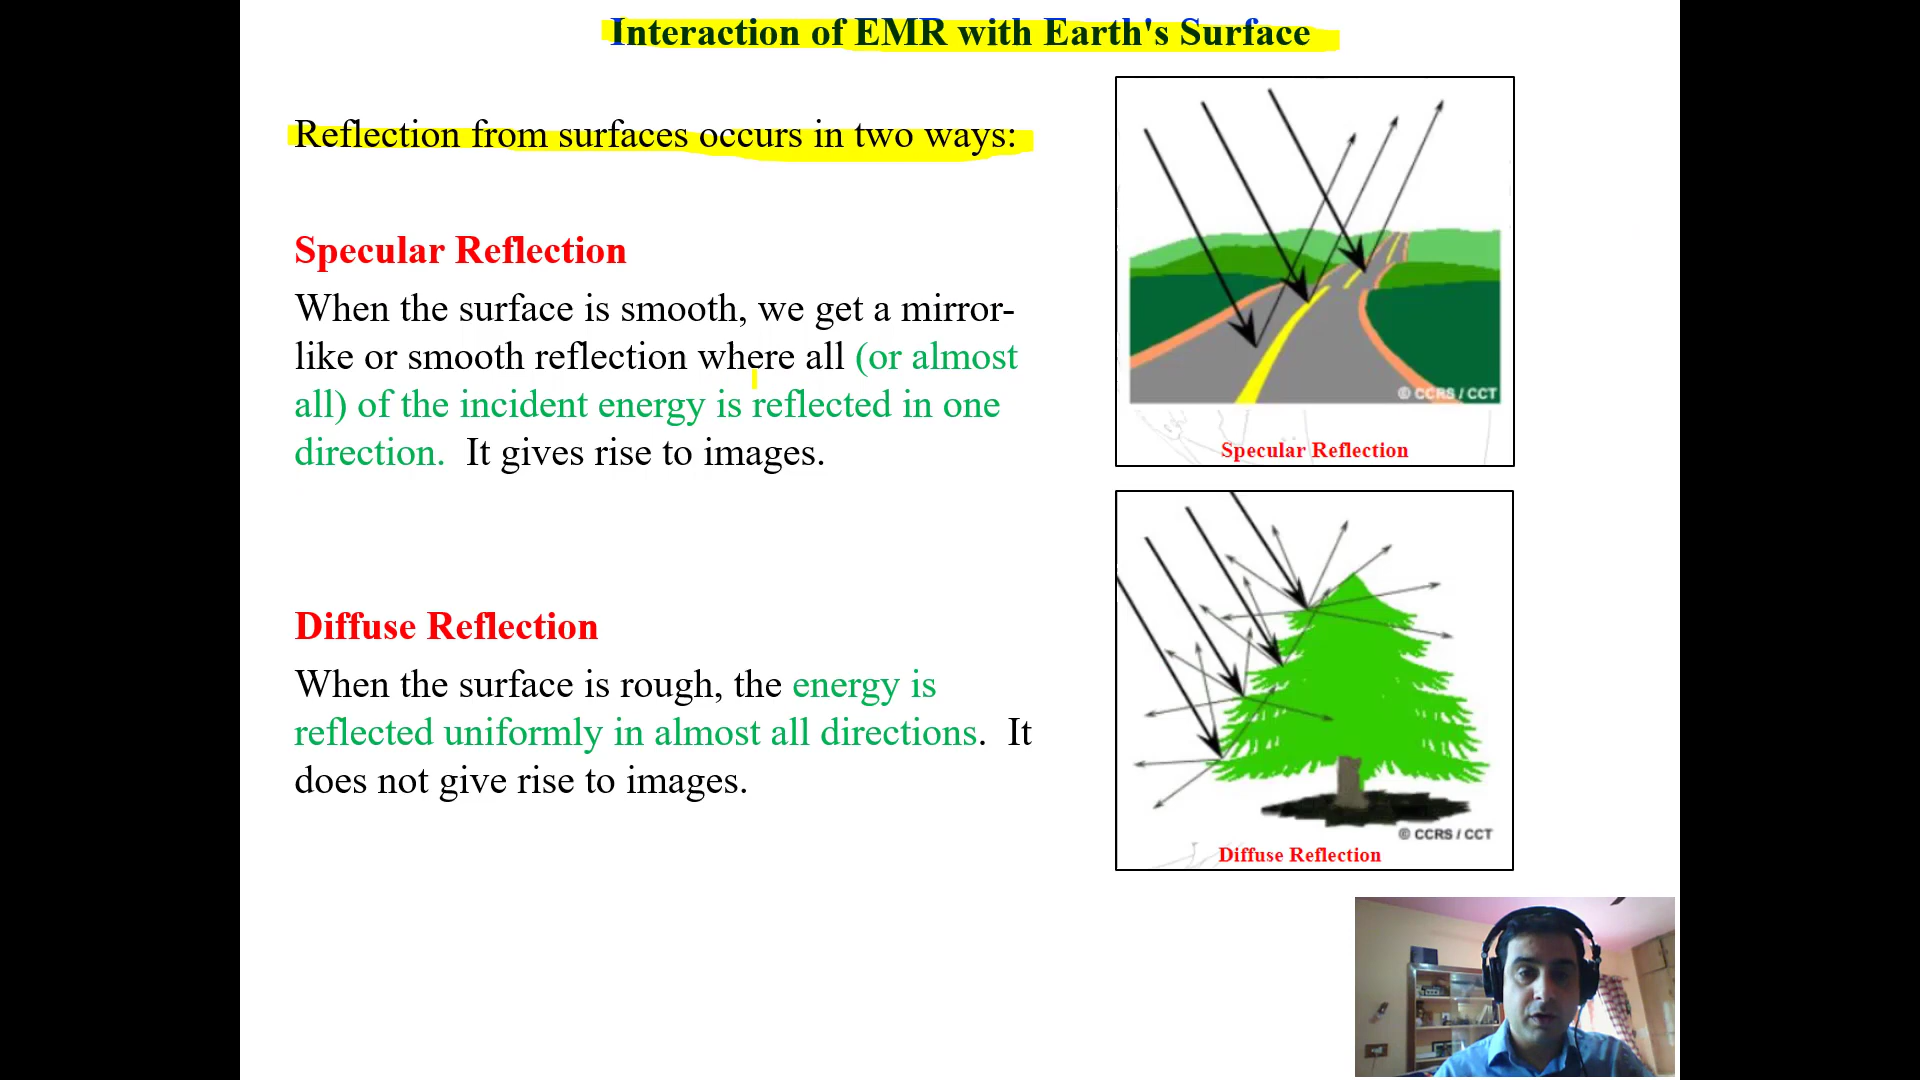 Interaction of EMR with Earth's Surface
Reflection from surfaces occurs in two ways:
Specular Reflection
When the surface is smooth, we get a mirror-
like or smooth reflection where all (or almost
all) of the incident energy is reflected in one
direction. It gives rise to images.
© CCRS / CCT
Specular Reflection
Diffuse Reflection
When the surface is rough, the energy is
reflected uniformly in almost all directions. It
does not give rise to images.
© CCRS / CCT
Diffuse Reflection